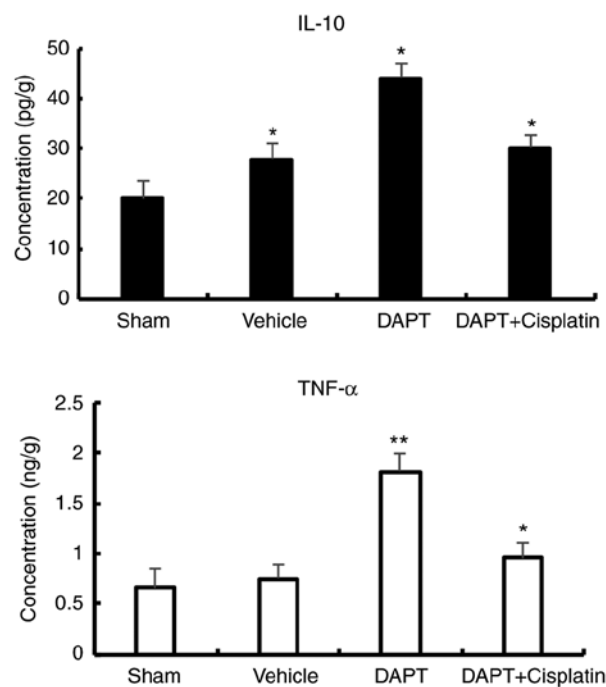 IL-10
Concentration (pg/g)
50
40
30
20
10
0
*
*
*
Sham Vehicle DAPT DAPT+Cisplatin
TNF-α
Concentration (ng/g)
2.5
2
1.5
1
0.5
0
**
*
Sham Vehicle DAPT DAPT+Cisplatin